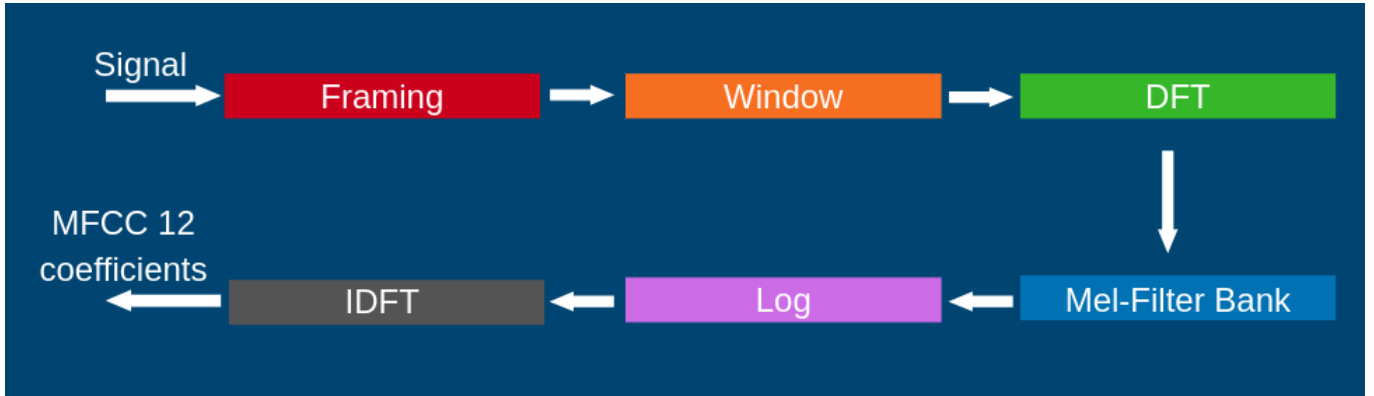 Signal
Framing
Window
DFT
Mel-Filter Bank
Log
IDFT
MFCC 12
coefficients